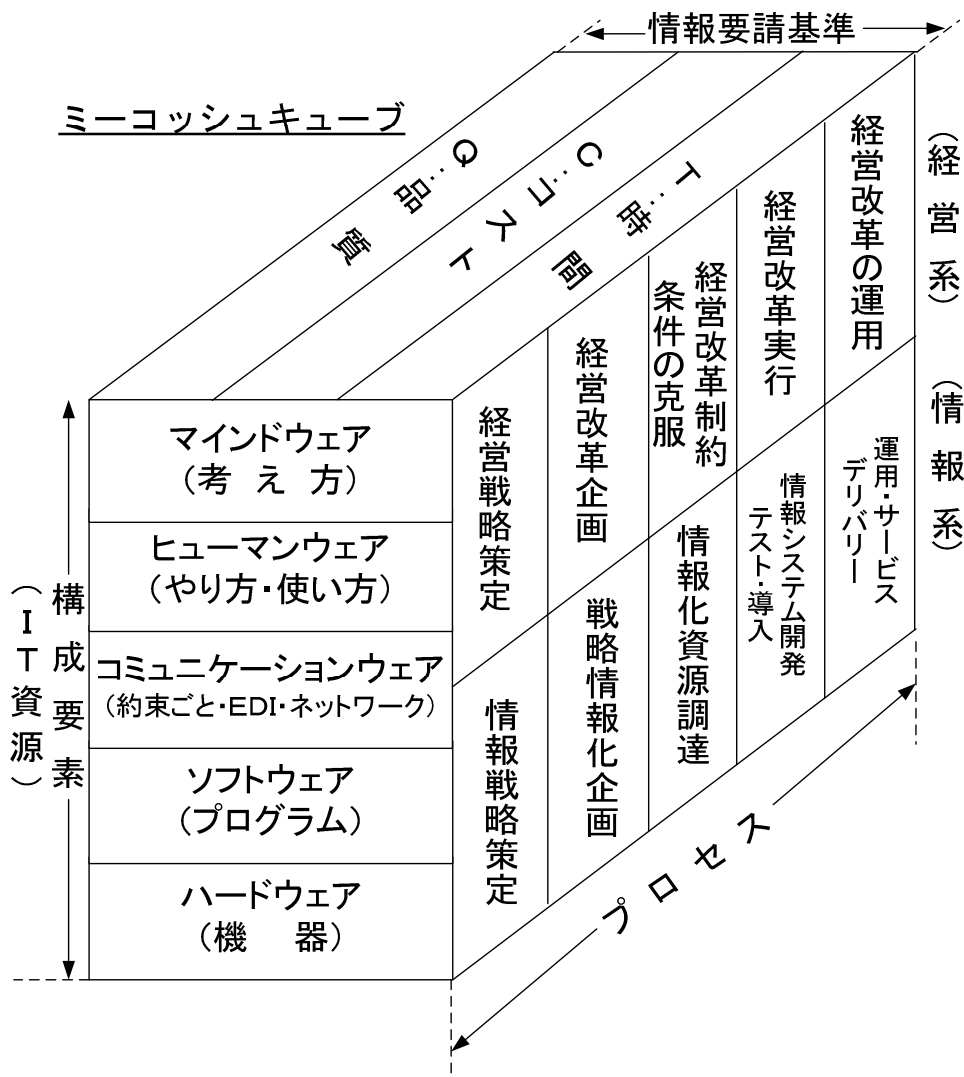 情報要請基準
ミーコッシュキューブ
Q…品質
C…コスト
T…時間
(経営系)
(情報系)
構成要素
(IT資源)
マインドウェア
(考え方)
ヒューマンウェア
(やり方・使い方)
コミュニケーションウェア
(約束ごと・EDI・ネットワーク)
ソフトウェア
(プログラム)
ハードウェア
(機器)
経営戦略策定
経営改革企画
経営改革制約
条件の克服
経営改革実行
経営改革の運用
情報戦略策定
戦略情報化企画
情報化資源調達
情報システム開発
テスト・導入
運用・サービス
デリバリー
プロセス